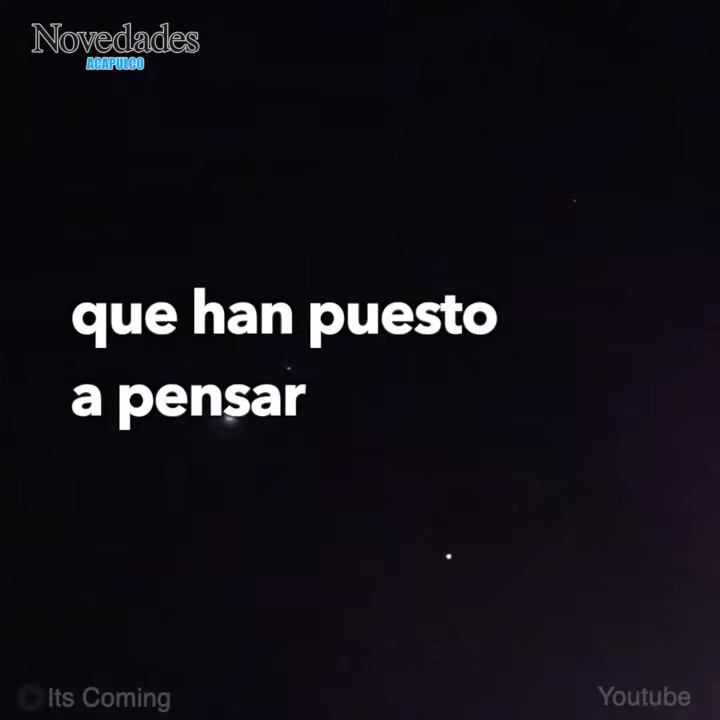 Novedades
ACAPULCO
que han puesto
a pensar
Its Coming
Youtube